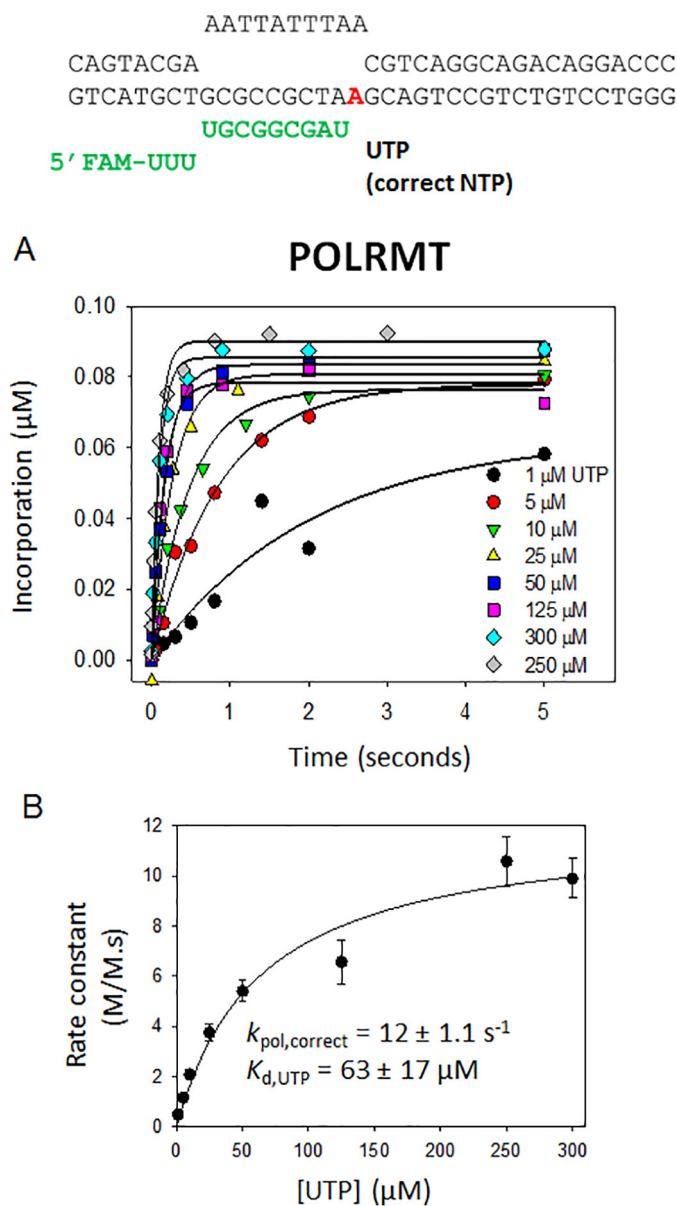 AATTATTTAA
CAGTACGA CGTCAGGCAGACAGGACCC
GTCATGCTGCGCCGCTAAGCAGTCCGTCTGTCCTGGG
UGCGGCGAU UTP
5' FAM-UUU (correct NTP)
A POLRMT
0.10
0.08
0.06
0.04
0.02
0.00
Incorporation (µM)
1 µM UTP
5 µM
10 µM
25 µM
50 µM
125 µM
300 µM
250 µM
0 1 2 3 4 5
Time (seconds)
B
12
10
8
6
4
2
0
Rate constant
(M/M.s)
kpol,correct = 12 ± 1.1 s-1
Kd,UTP = 63 ± 17 µM
0 50 100 150 200 250 300
[UTP] (µM)